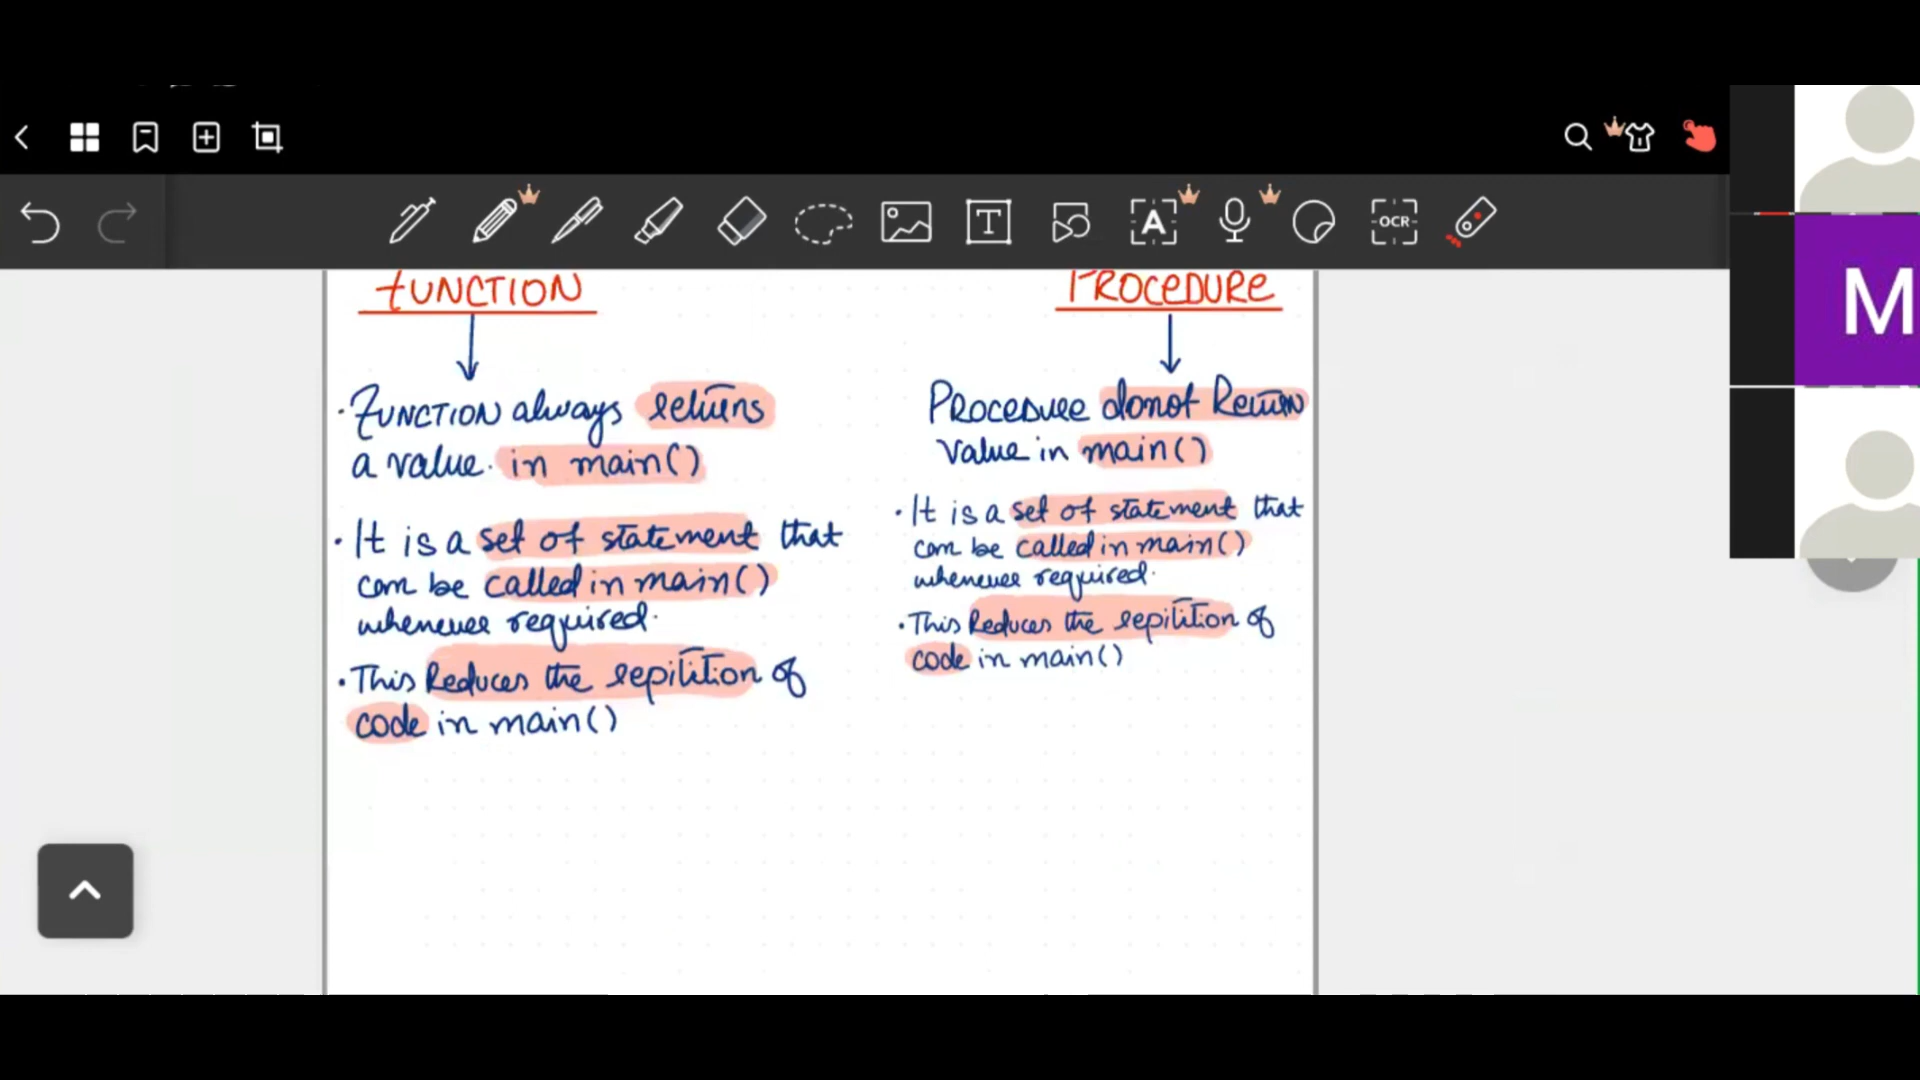 FUNCTION
· FUNCTION always returns
a value. in main()
· It is a set of statement that
can be called in main()
whenever required.
· This Reduces the repitition of
code in main()
PROCEDURE
PROCEDURE donot Return
Value in main()
· It is a set of statement that
can be called in main()
whenever required.
· This Reduces the repitition of
code in main()
T
A
OCR
M